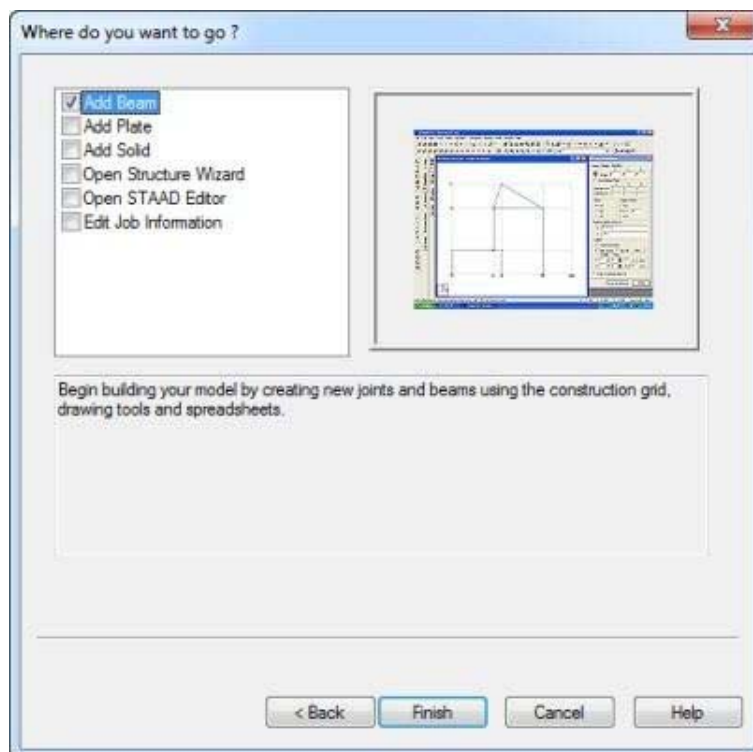 Where do you want to go ?
Add Beam
Add Plate
Add Solid
Open Structure Wizard
Open STAAD Editor
Edit Job Information
Begin building your model by creating new joints and beams using the construction grid,
drawing tools and spreadsheets.
< Back
Finish
Cancel
Help